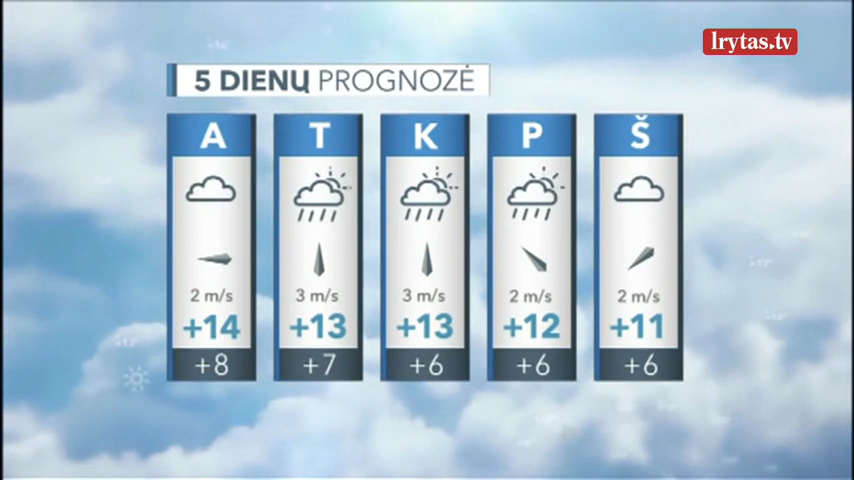 lrytas.tv
5 DIENŲ PROGNOZĖ
A T K P Š
2 m/s 3 m/s 3 m/s 2 m/s 2 m/s
+14 +13 +13 +12 +11
+8 +7 +6 +6 +6